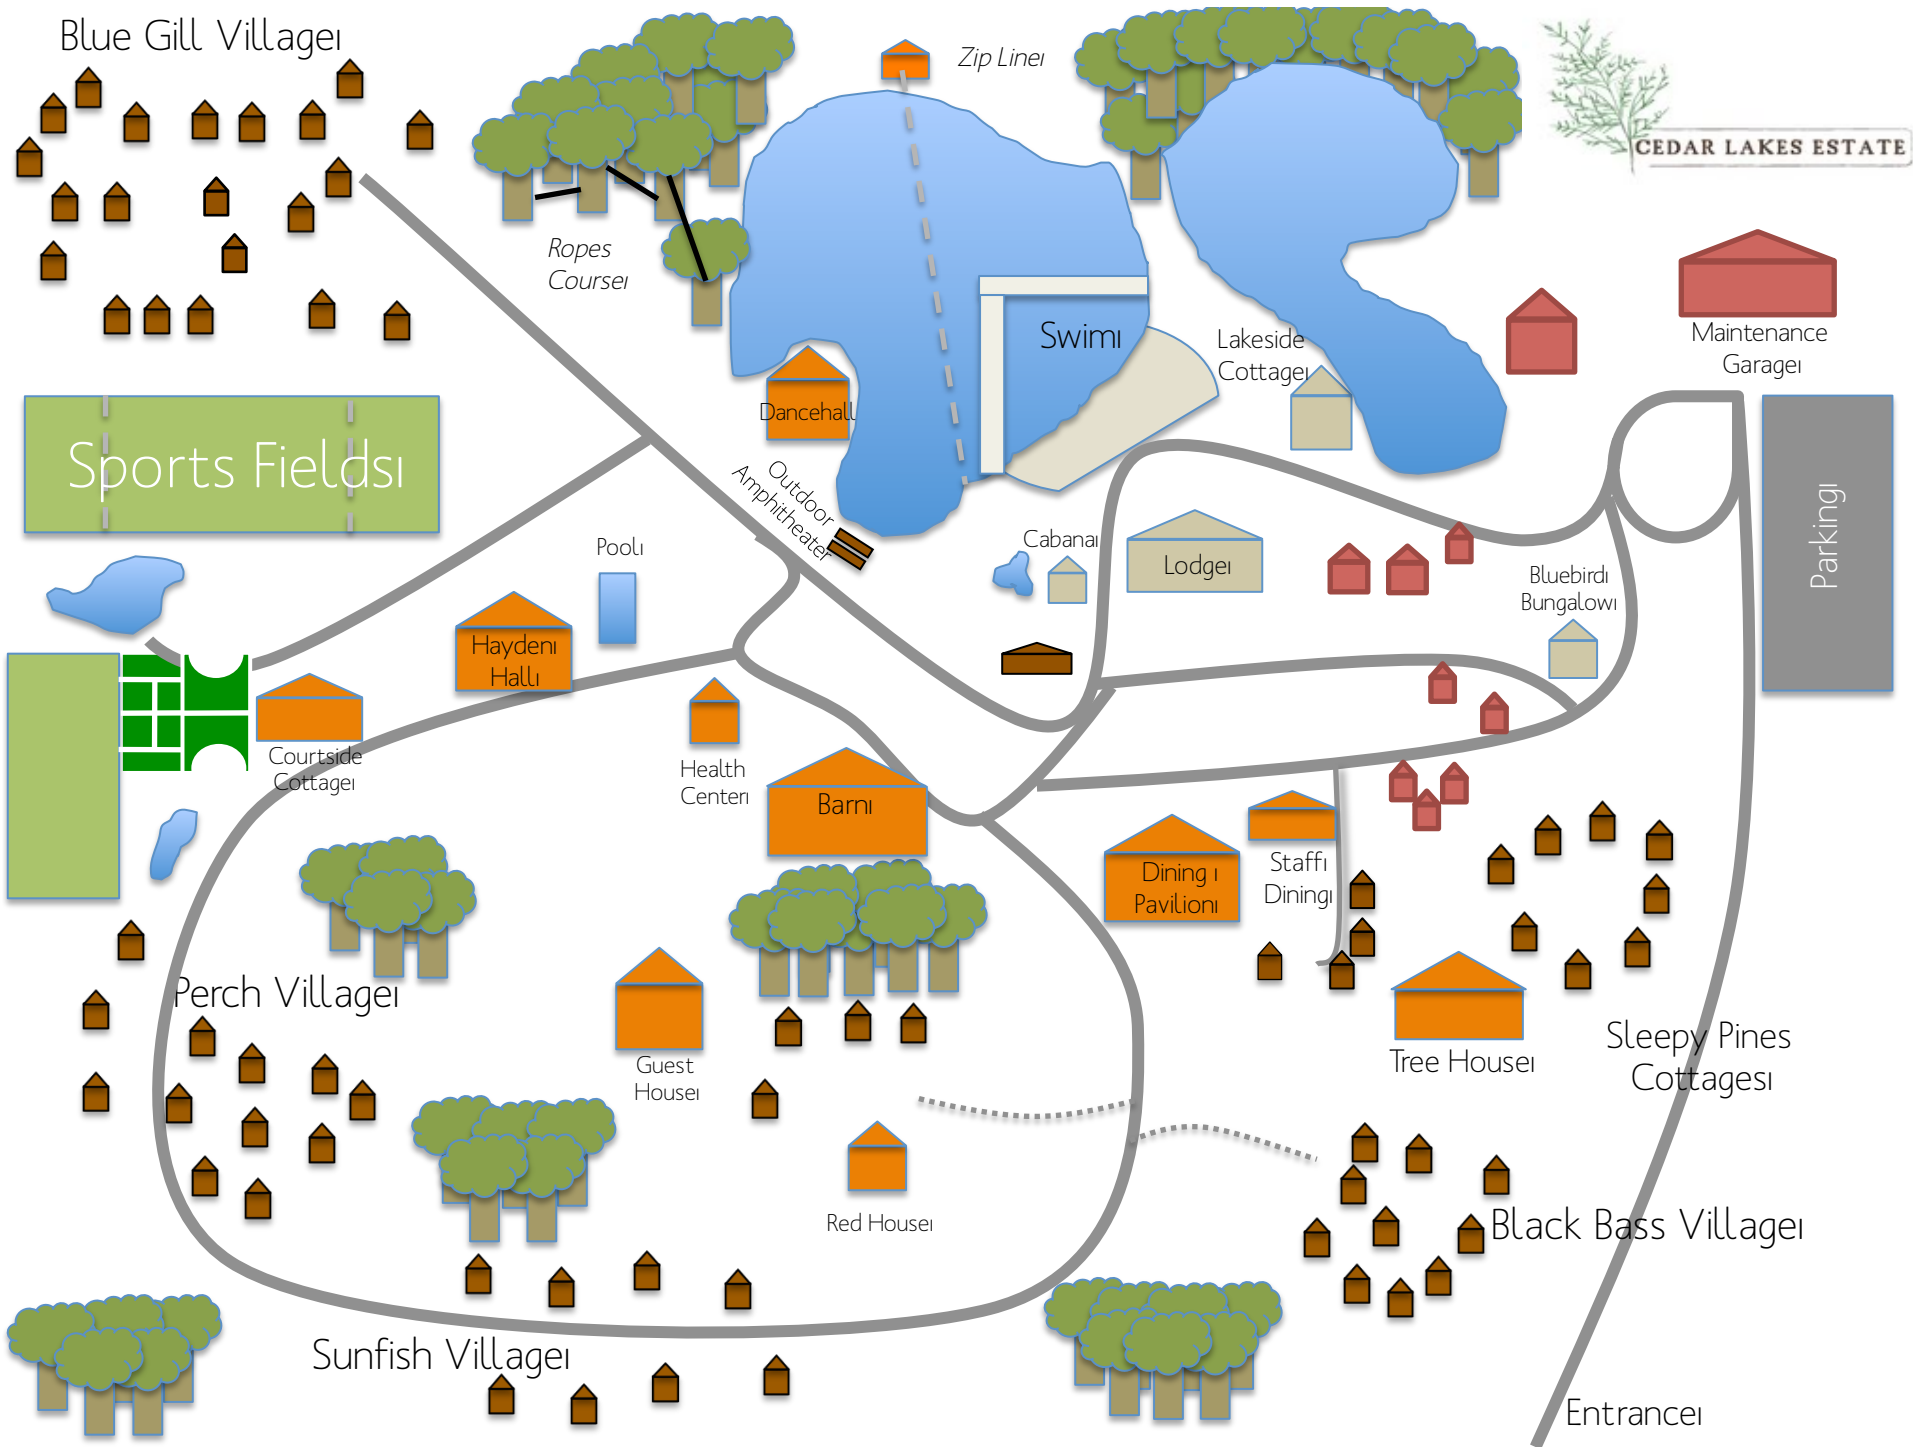 Blue Gill Village
Zip Line
CEDAR LAKES ESTATE
Ropes
Course
Swim
Lakeside
Cottage
Maintenance
Garage
Dancehall
Sports Fields
Outdoor
Amphitheater
Parking
Pool
Cabana
Lodge
Bluebird
Bungalow
Hayden
Hall
Courtside
Cottage
Health
Center
Barn
Dining
Pavilion
Staff
Dining
Perch Village
Guest
House
Tree House
Sleepy Pines
Cottages
Red House
Black Bass Village
Sunfish Village
Entrance